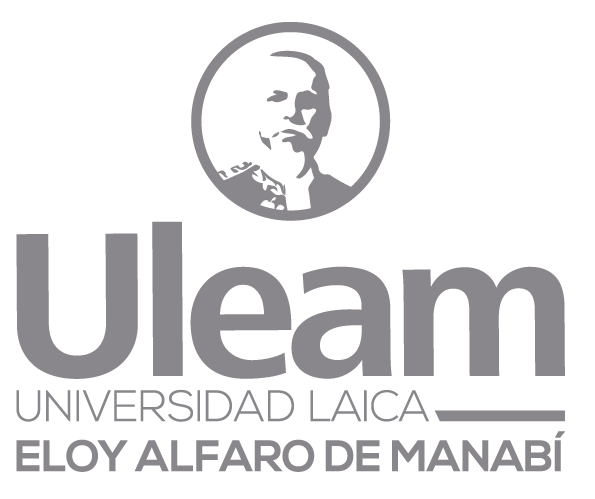 Uleam
UNIVERSIDAD LAICA
ELOY ALFARO DE MANABÍ